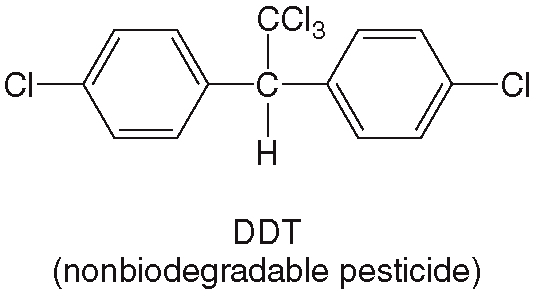 CCl3
Cl C Cl
H
DDT
(nonbiodegradable pesticide)